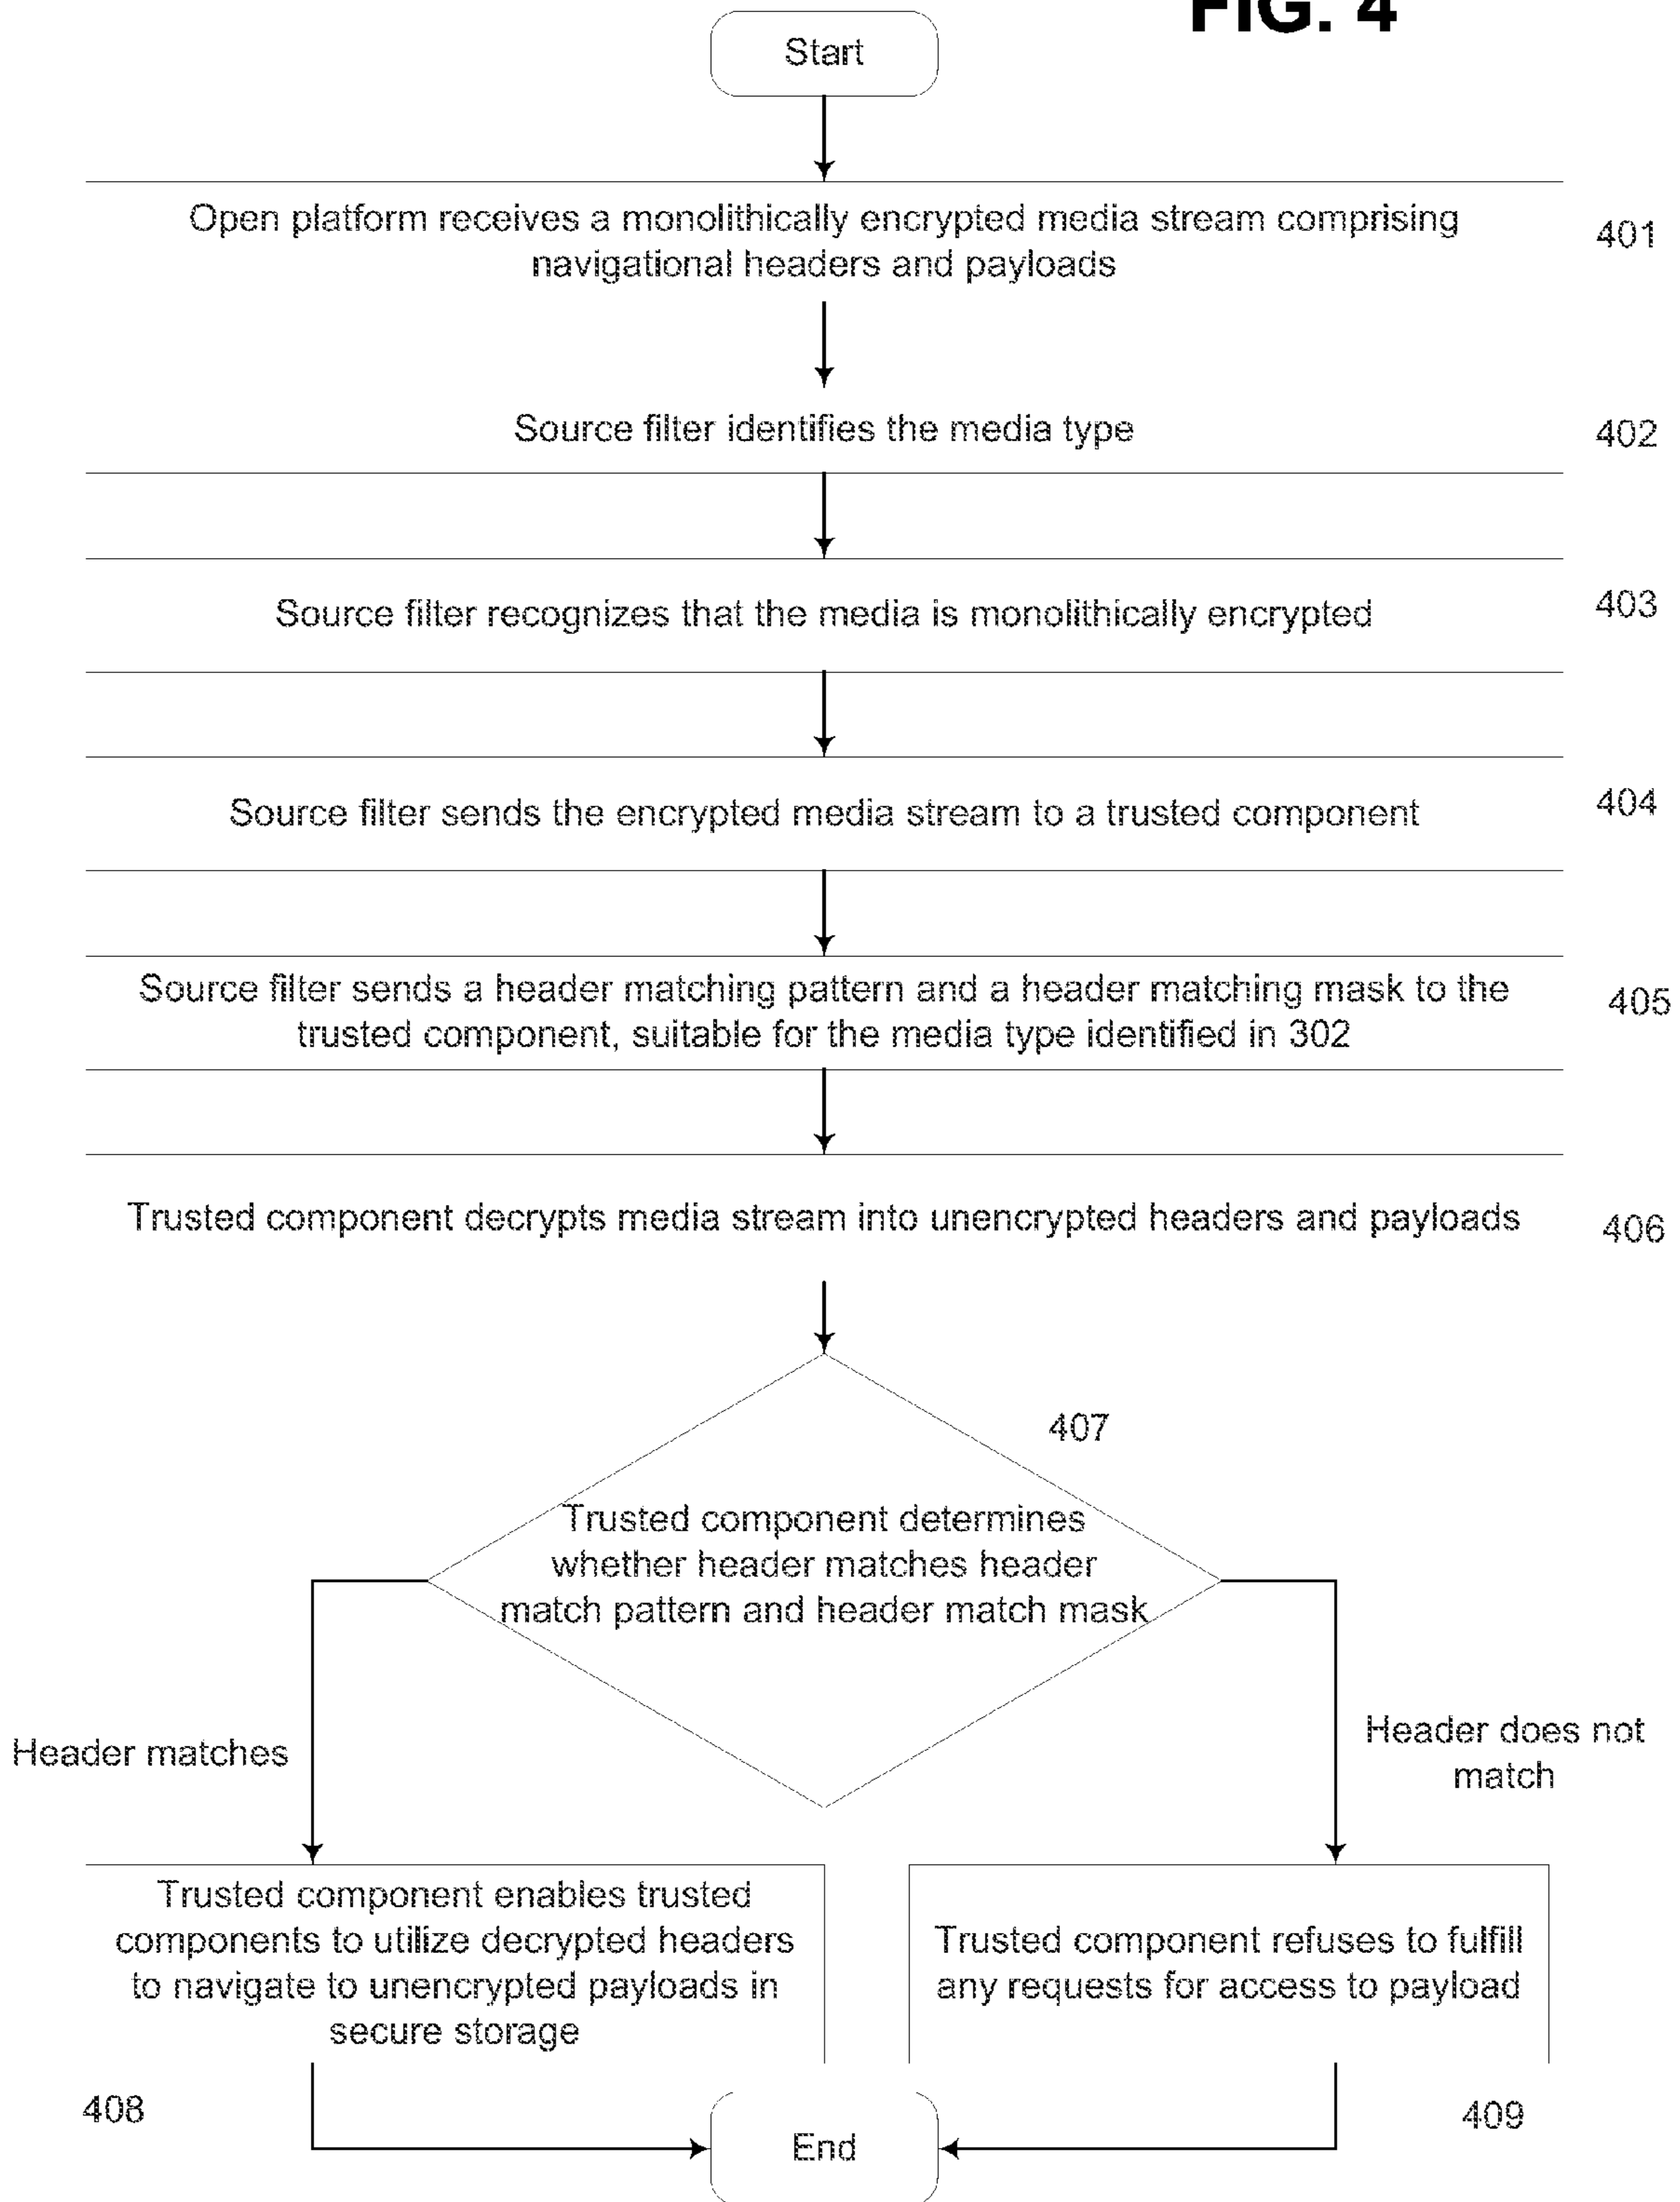 FIG. 4
Start
Open platform receives a monolithically encrypted media stream comprising
navigational headers and payloads
401
Source filter identifies the media type
402
Source filter recognizes that the media is monolithically encrypted
403
Source filter sends the encrypted media stream to a trusted component
404
Source filter sends a header matching pattern and a header matching mask to the
trusted component, suitable for the media type identified in 302
405
Trusted component decrypts media stream into unencrypted headers and payloads
406
407
Trusted component determines
whether header matches header
match pattern and header match mask
Header matches
Header does not
match
Trusted component enables trusted
components to utilize decrypted headers
to navigate to unencrypted payloads in
secure storage
Trusted component refuses to fulfill
any requests for access to payload
408
409
End